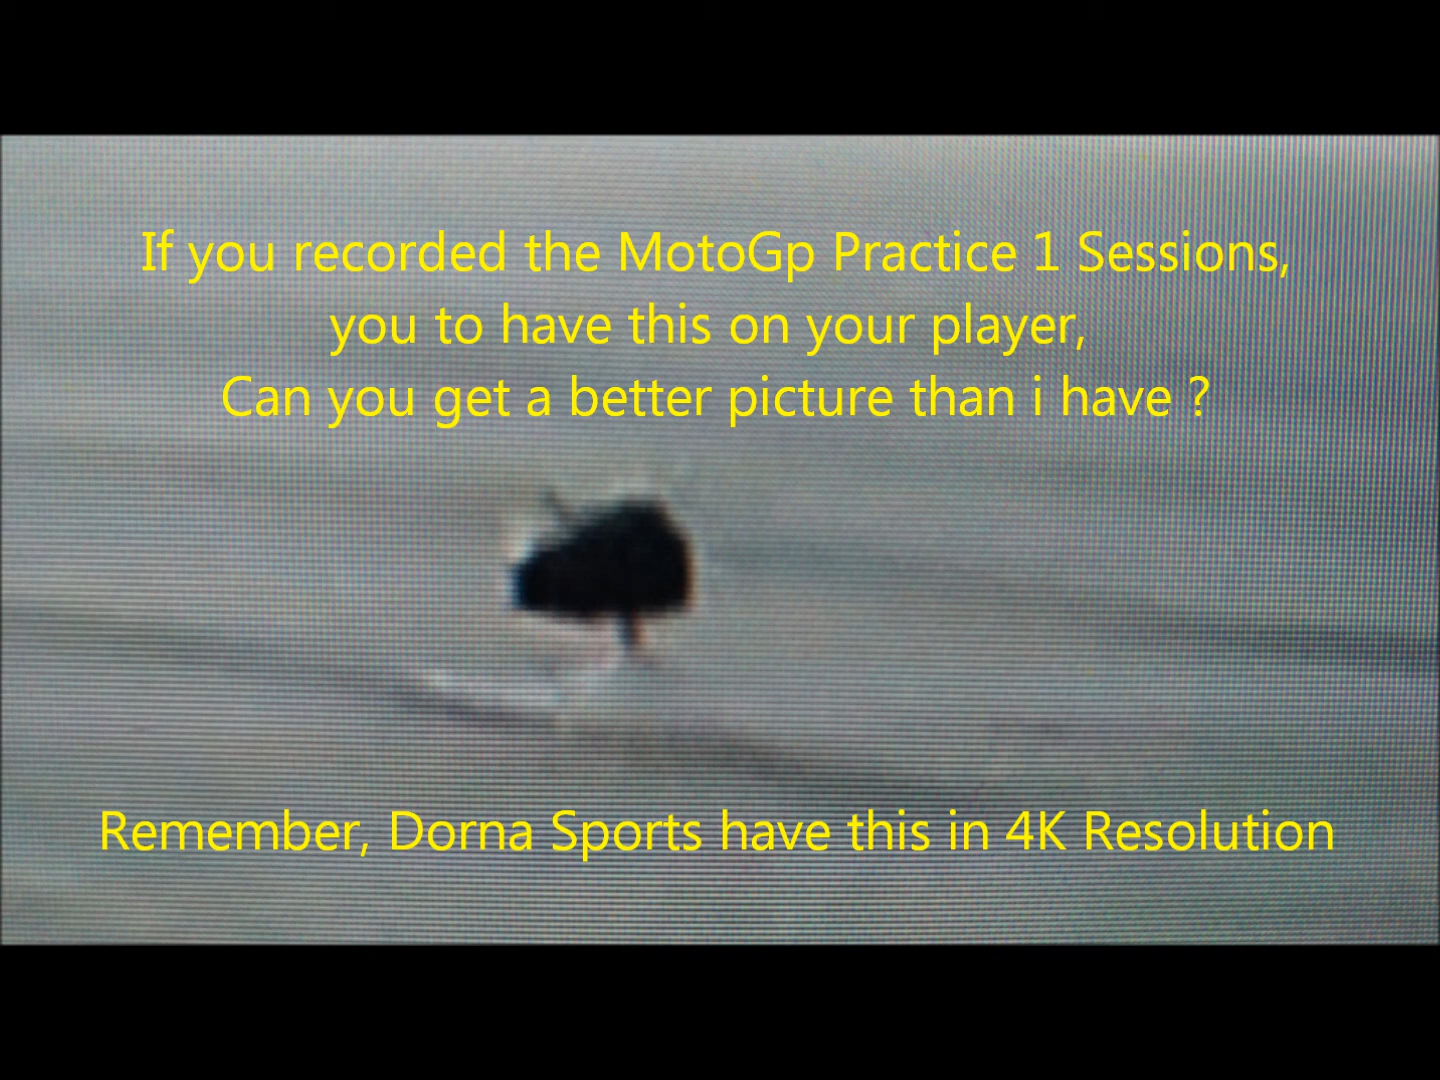 If you recorded the MotoGp Practice 1 Sessions,
you to have this on your player,
Can you get a better picture than i have ?
Remember, Dorna Sports have this in 4K Resolution